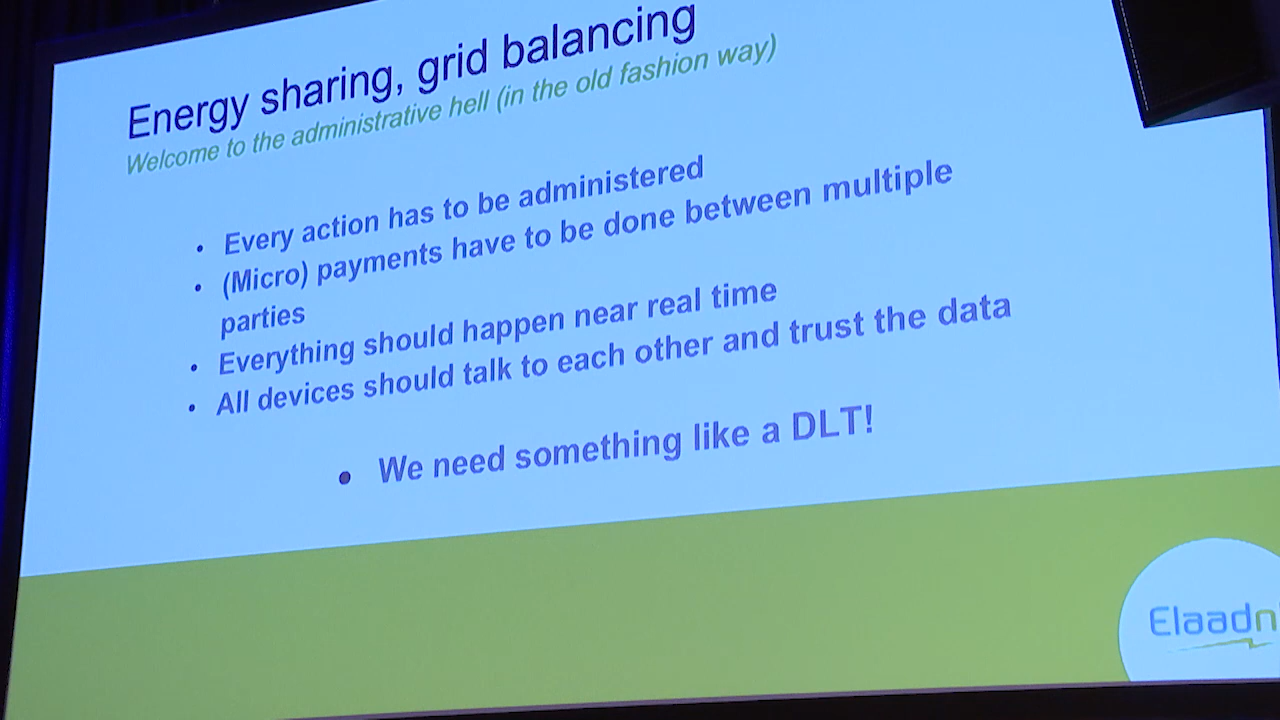 Energy sharing, grid balancing
Welcome to the administrative hell (in the old fashion way)
• Every action has to be administered
• (Micro) payments have to be done between multiple
parties
• Everything should happen near real time
• All devices should talk to each other and trust the data
• We need something like a DLT!
Elaadn